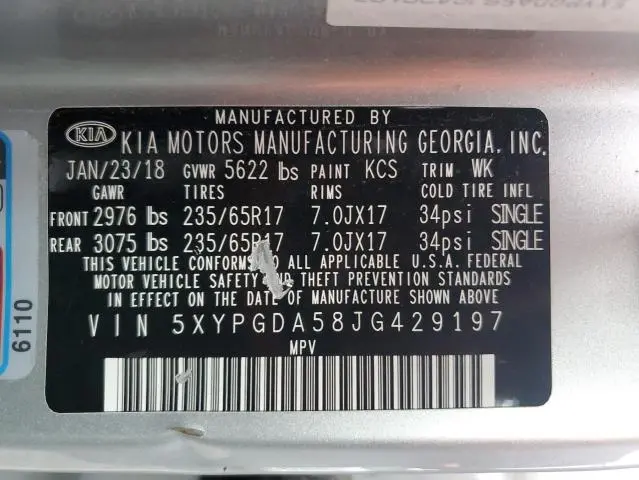 MANUFACTURED BY
KIA KIA MOTORS MANUFACTURING GEORGIA, INC.
JAN/23/18 GVWR 5622 lbs PAINT KCS TRIM WK
GAWR TIRES RIMS COLD TIRE INFL
FRONT 2976 lbs 235/65R17 7.0JX17 34psi SINGLE
REAR 3075 lbs 235/65R17 7.0JX17 34psi SINGLE
THIS VEHICLE CONFORMS TO ALL APPLICABLE U.S.A. FEDERAL
MOTOR VEHICLE SAFETY AND THEFT PREVENTION STANDARDS
IN EFFECT ON THE DATE OF MANUFACTURE SHOWN ABOVE
VIN 5XYPGDA58JG429197
MPV
6110